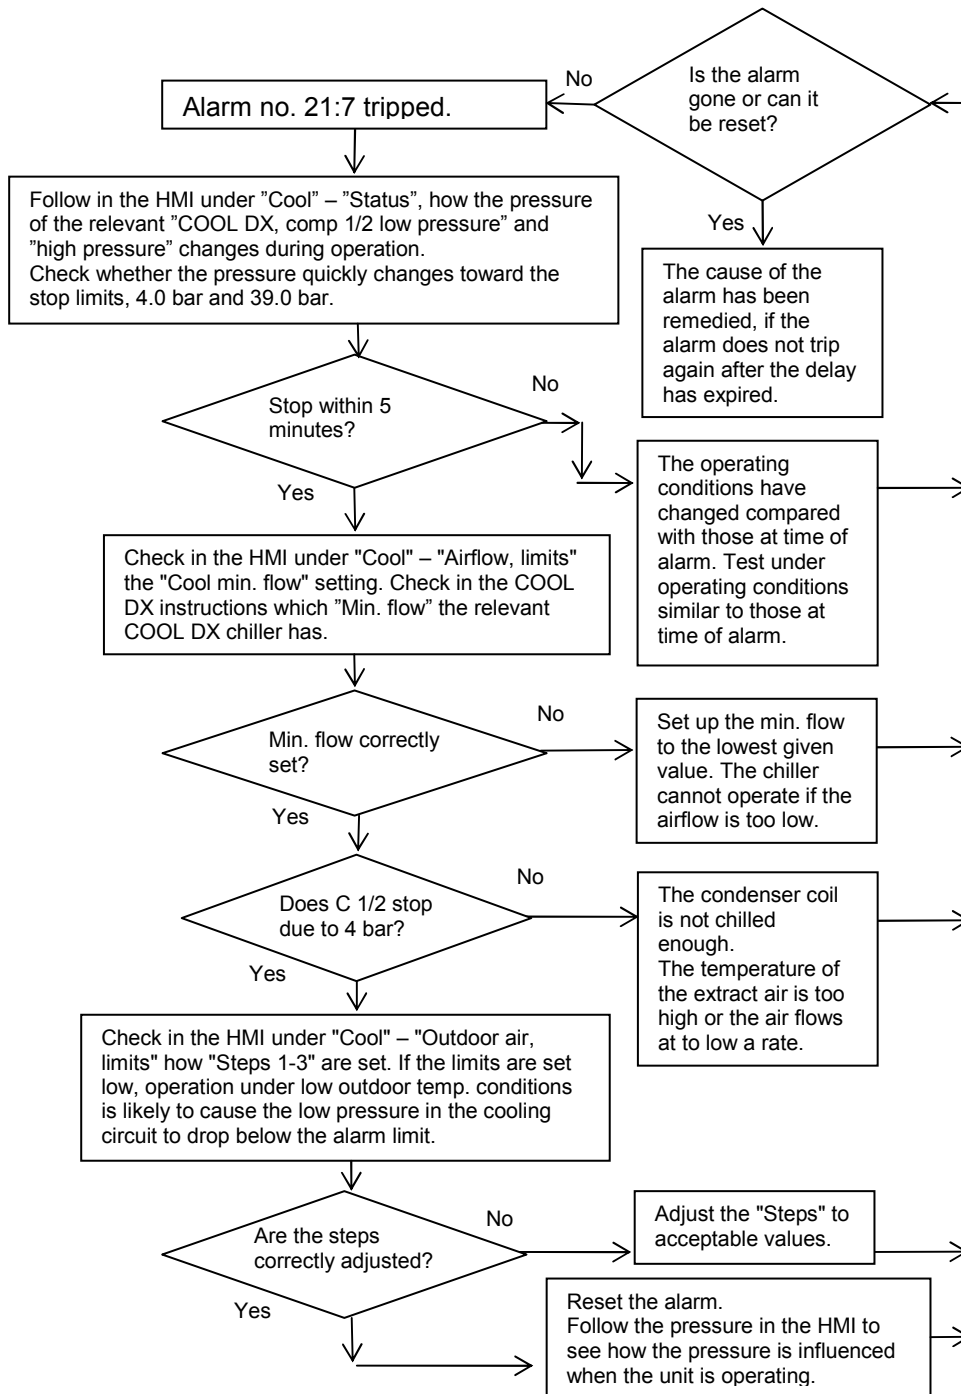 Is the alarm
gone or can it
be reset?
No
Alarm no. 21:7 tripped.
Yes
Follow in the HMI under ”Cool” – ”Status”, how the pressure
of the relevant ”COOL DX, comp 1/2 low pressure” and
”high pressure” changes during operation.
Check whether the pressure quickly changes toward the
stop limits, 4.0 bar and 39.0 bar.
The cause of the
alarm has been
remedied, if the
alarm does not trip
again after the delay
has expired.
Stop within 5
minutes?
No
Yes
The operating
conditions have
changed compared
with those at time of
alarm. Test under
operating conditions
similar to those at
time of alarm.
Check in the HMI under "Cool" – "Airflow, limits"
the "Cool min. flow" setting. Check in the COOL
DX instructions which ”Min. flow” the relevant
COOL DX chiller has.
Min. flow correctly
set?
No
Yes
Set up the min. flow
to the lowest given
value. The chiller
cannot operate if the
airflow is too low.
Does C 1/2 stop
due to 4 bar?
No
Yes
The condenser coil
is not chilled
enough.
The temperature of
the extract air is too
high or the air flows
at to low a rate.
Check in the HMI under "Cool" – "Outdoor air,
limits" how "Steps 1-3" are set. If the limits are set
low, operation under low outdoor temp. conditions
is likely to cause the low pressure in the cooling
circuit to drop below the alarm limit.
Are the steps
correctly adjusted?
No
Yes
Adjust the "Steps" to
acceptable values.
Reset the alarm.
Follow the pressure in the HMI to
see how the pressure is influenced
when the unit is operating.